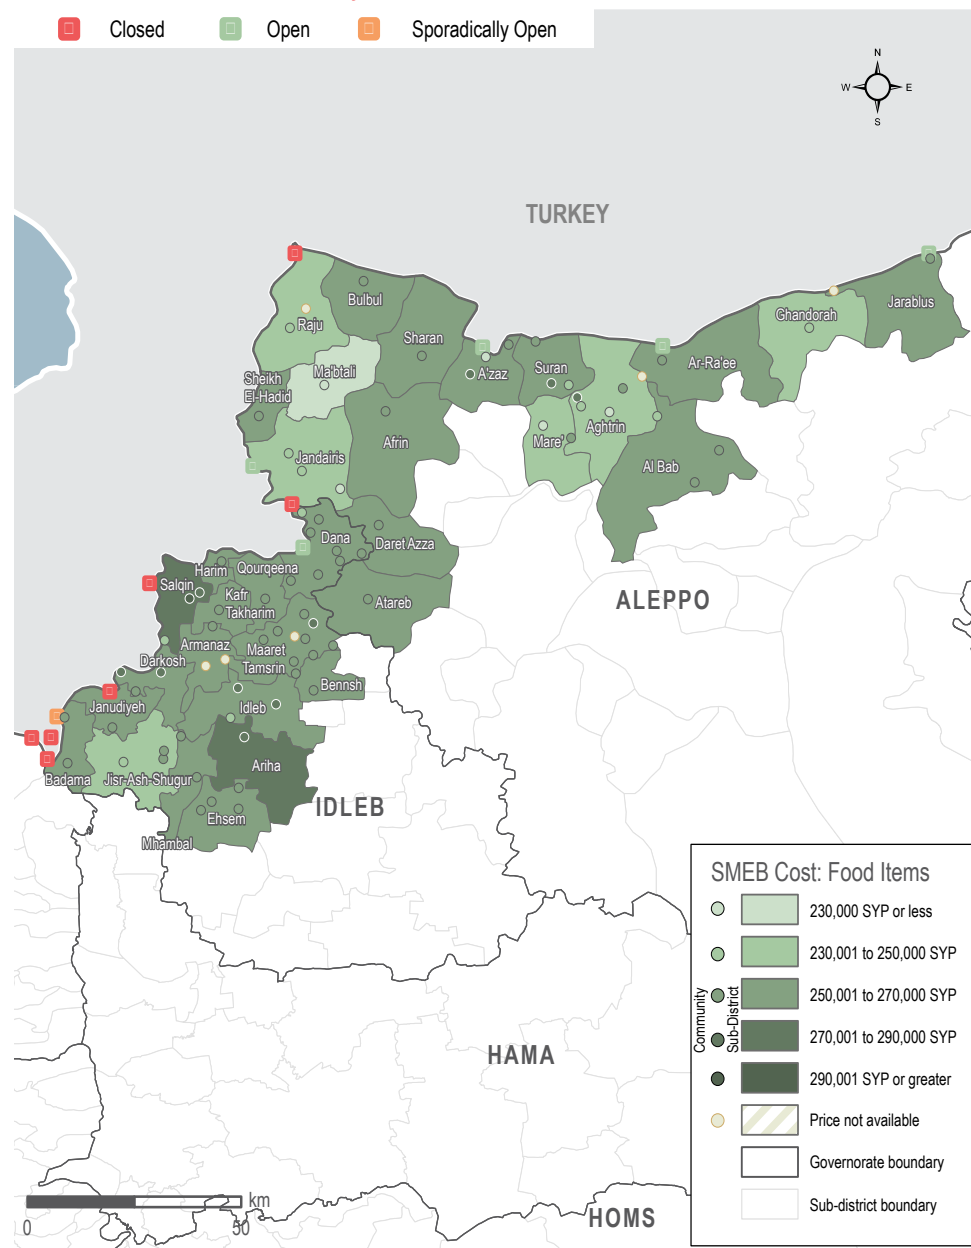 Closed
Open
Sporadically Open
N
W
E
S
TURKEY
Bulbul
Raju
Jarablus
Ghandorah
Sharan
Ar-Ra'ee
Ma'btali
A'zaz
Suran
Sheikh
El-Hadid
Afrin
Mare'
Aghtrin
Jandairis
Al Bab
Dana
Daret Azza
Harim
Qourqeena
Salqin
Kafr
Takharim
Atareb
ALEPPO
Armanaz
Maaret
Tamsrin
Darkosh
Bennsh
Janudiyeh
Idleb
Ariha
Badama
Jisr-Ash-Shugur
IDLEB
Ehsem
Mhambal
HAMA
HOMS
SMEB Cost: Food Items
Community
Sub-District
230,000 SYP or less
230,001 to 250,000 SYP
250,001 to 270,000 SYP
270,001 to 290,000 SYP
290,001 SYP or greater
Price not available
Governorate boundary
Sub-district boundary
km
0
50